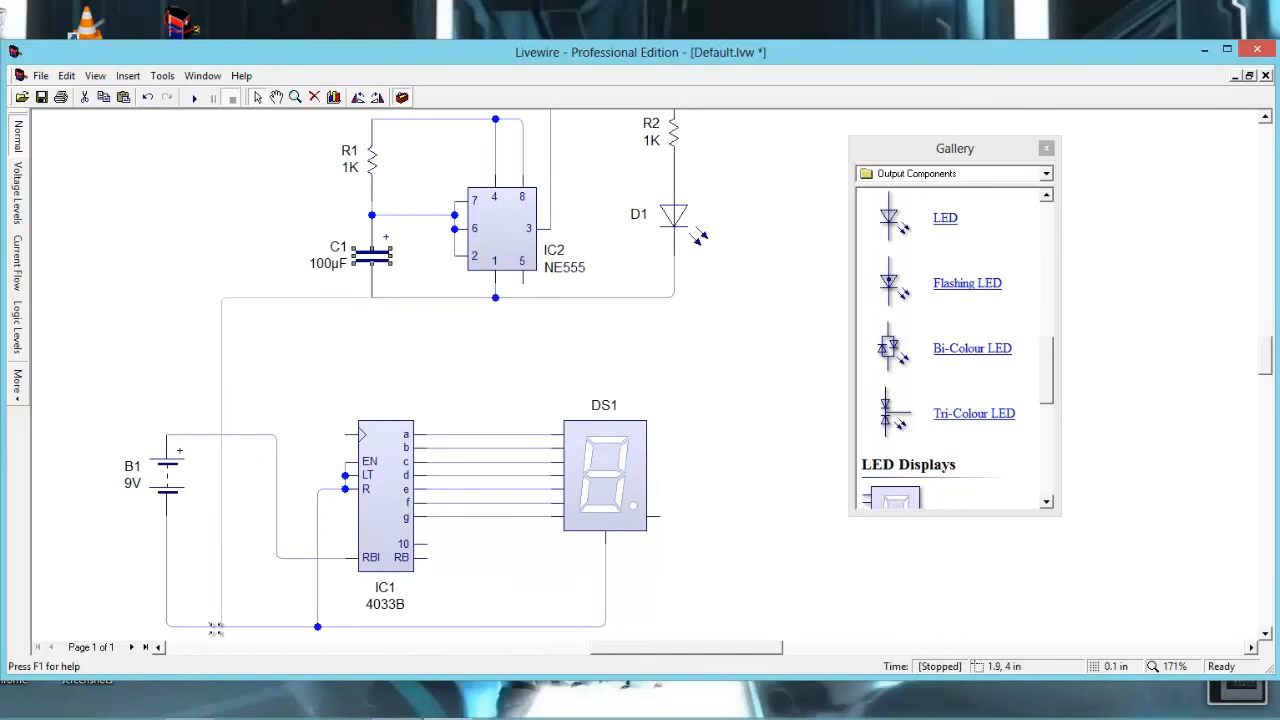 Livewire - Professional Edition - [Default.lvw *]
File Edit View Insert Tools Window Help
Normal
Voltage Levels
Current Flow
Logic Levels
More
R1
1K
C1
100µF
+
7 4 8
6 3
2 1 5
IC2
NE555
R2
1K
D1
Gallery
Output Components
LED
Flashing LED
Bi-Colour LED
Tri-Colour LED
LED Displays
B1
9V
+
a
b
EN c
LT d
R e
f
g
10
RBI RB
IC1
4033B
DS1
Page 1 of 1
Press F1 for help
Time: [Stopped] 1.9, 4 in 0.1 in 171% Ready
screenshots